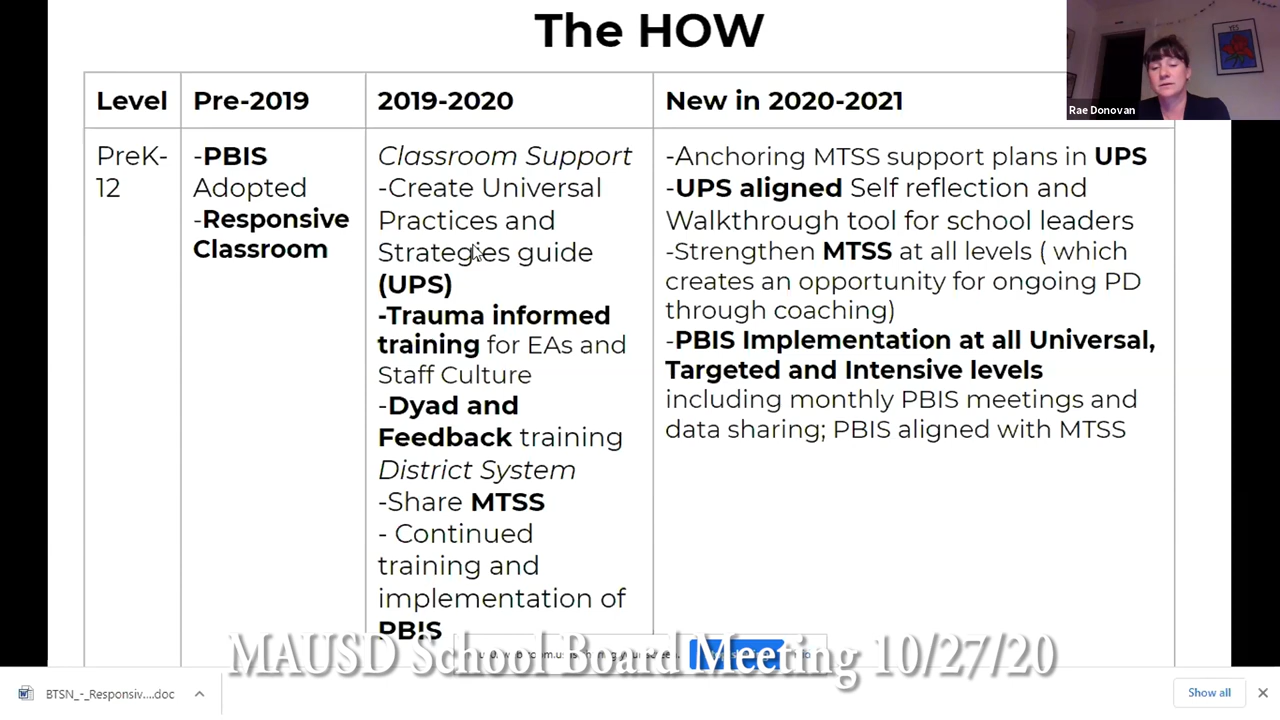 The HOW
Rae Donovan
Level
Pre-2019
2019-2020
New in 2020-2021
PreK-
12
-PBIS
Adopted
-Responsive
Classroom
Classroom Support
-Create Universal
Practices and
Strategies guide
(UPS)
-Trauma informed
training for EAs and
Staff Culture
-Dyad and
Feedback training
District System
-Share MTSS
- Continued
training and
implementation of
PBIS
-Anchoring MTSS support plans in UPS
-UPS aligned Self reflection and
Walkthrough tool for school leaders
-Strengthen MTSS at all levels ( which
creates an opportunity for ongoing PD
through coaching)
-PBIS Implementation at all Universal,
Targeted and Intensive levels
including monthly PBIS meetings and
data sharing; PBIS aligned with MTSS
MAUSD School Board Meeting 10/27/20
BTSN_-_Responsiv....doc
Show all